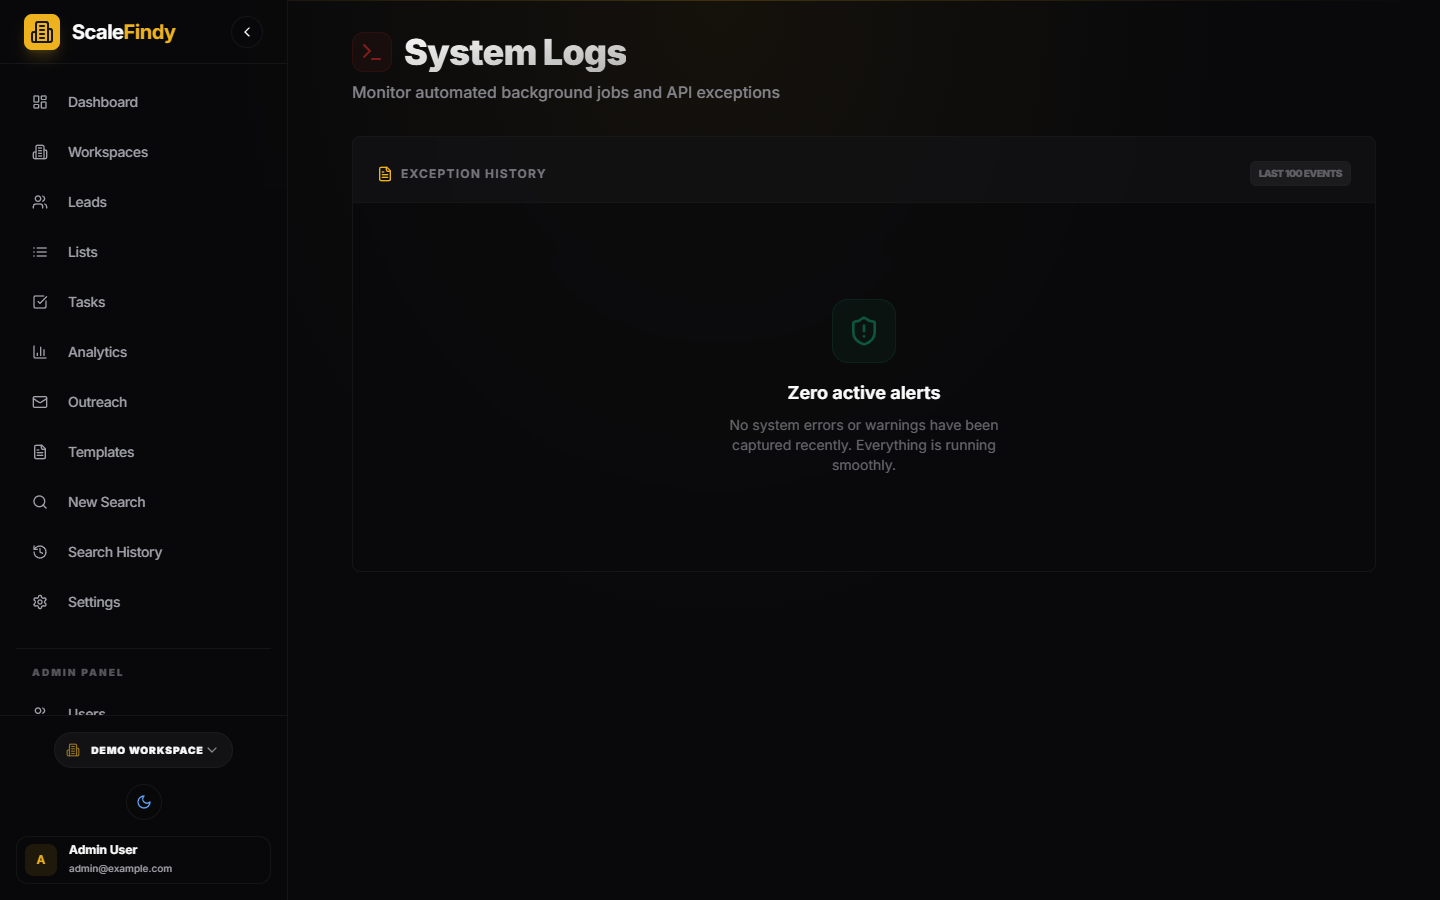 ScaleFindy
Dashboard
Workspaces
Leads
Lists
Tasks
Analytics
Outreach
Templates
New Search
Search History
Settings
ADMIN PANEL
Users
DEMO WORKSPACE
A
Admin User
admin@example.com
System Logs
Monitor automated background jobs and API exceptions
EXCEPTION HISTORY
LAST 100 EVENTS
Zero active alerts
No system errors or warnings have been
captured recently. Everything is running
smoothly.